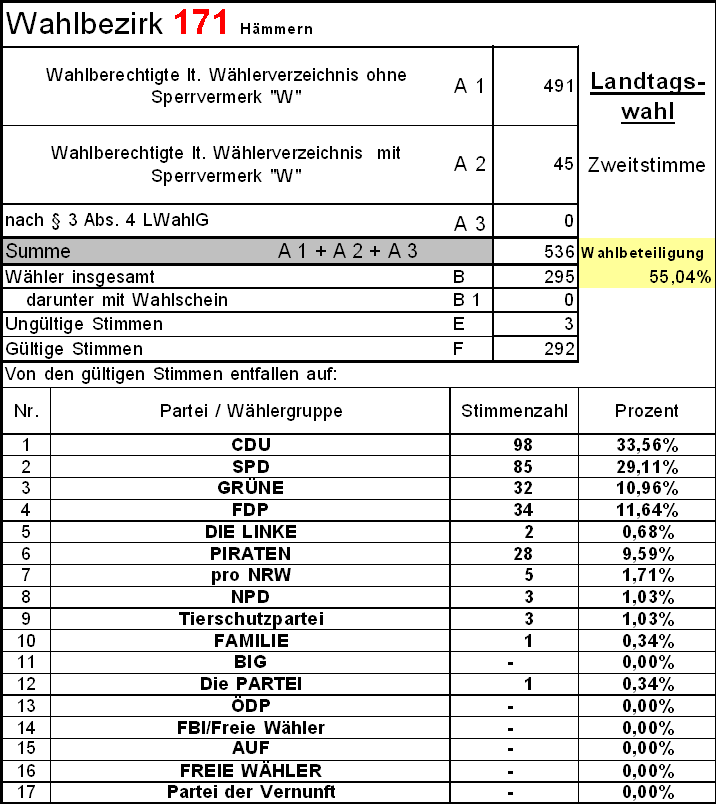 Wahlbezirk 171 Hämmern
Wahlberechtigte lt. Wählerverzeichnis ohne
Sperrvermerk "W" A 1 491
Landtags-
wahl
Wahlberechtigte lt. Wählerverzeichnis mit
Sperrvermerk "W" A 2 45
Zweitstimme
nach § 3 Abs. 4 LWahlG A 3 0
Summe A 1 + A 2 + A 3 536 Wahlbeteiligung
Wähler insgesamt B 295 55,04%
darunter mit Wahlschein B 1 0
Ungültige Stimmen E 3
Gültige Stimmen F 292
Von den gültigen Stimmen entfallen auf:
Nr. Partei / Wählergruppe Stimmenzahl Prozent
1 CDU 98 33,56%
2 SPD 85 29,11%
3 GRÜNE 32 10,96%
4 FDP 34 11,64%
5 DIE LINKE 2 0,68%
6 PIRATEN 28 9,59%
7 pro NRW 5 1,71%
8 NPD 3 1,03%
9 Tierschutzpartei 3 1,03%
10 FAMILIE 1 0,34%
11 BIG - 0,00%
12 Die PARTEI 1 0,34%
13 ÖDP - 0,00%
14 FBI/Freie Wähler - 0,00%
15 AUF - 0,00%
16 FREIE WÄHLER - 0,00%
17 Partei der Vernunft - 0,00%